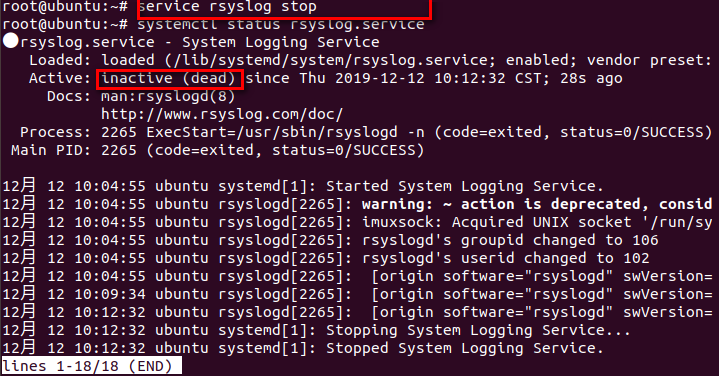 root@ubuntu:~# service rsyslog stop
root@ubuntu:~# systemctl status rsyslog.service
●rsyslog.service - System Logging Service
   Loaded: loaded (/lib/systemd/system/rsyslog.service; enabled; vendor preset:
   Active: inactive (dead) since Thu 2019-12-12 10:12:32 CST; 28s ago
     Docs: man:rsyslogd(8)
           http://www.rsyslog.com/doc/
  Process: 2265 ExecStart=/usr/sbin/rsyslogd -n (code=exited, status=0/SUCCESS)
 Main PID: 2265 (code=exited, status=0/SUCCESS)
12月 12 10:04:55 ubuntu systemd[1]: Started System Logging Service.
12月 12 10:04:55 ubuntu rsyslogd[2265]: warning: ~ action is deprecated, consid
12月 12 10:04:55 ubuntu rsyslogd[2265]: imuxsock: Acquired UNIX socket '/run/sy
12月 12 10:04:55 ubuntu rsyslogd[2265]: rsyslogd's groupid changed to 106
12月 12 10:04:55 ubuntu rsyslogd[2265]: rsyslogd's userid changed to 102
12月 12 10:04:55 ubuntu rsyslogd[2265]:  [origin software="rsyslogd" swVersion=
12月 12 10:09:34 ubuntu rsyslogd[2265]:  [origin software="rsyslogd" swVersion=
12月 12 10:12:32 ubuntu rsyslogd[2265]:  [origin software="rsyslogd" swVersion=
12月 12 10:12:32 ubuntu systemd[1]: Stopping System Logging Service...
12月 12 10:12:32 ubuntu systemd[1]: Stopped System Logging Service.
lines 1-18/18 (END)